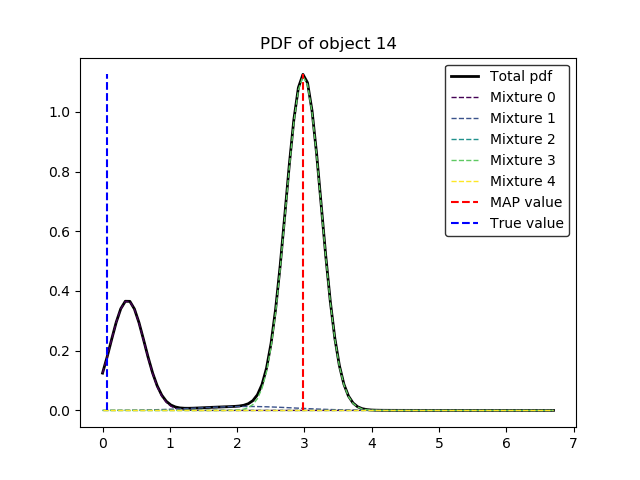 PDF of object 14
Total pdf
Mixture 0
Mixture 1
Mixture 2
Mixture 3
Mixture 4
MAP value
True value
1.0
0.8
0.6
0.4
0.2
0.0
0 1 2 3 4 5 6 7